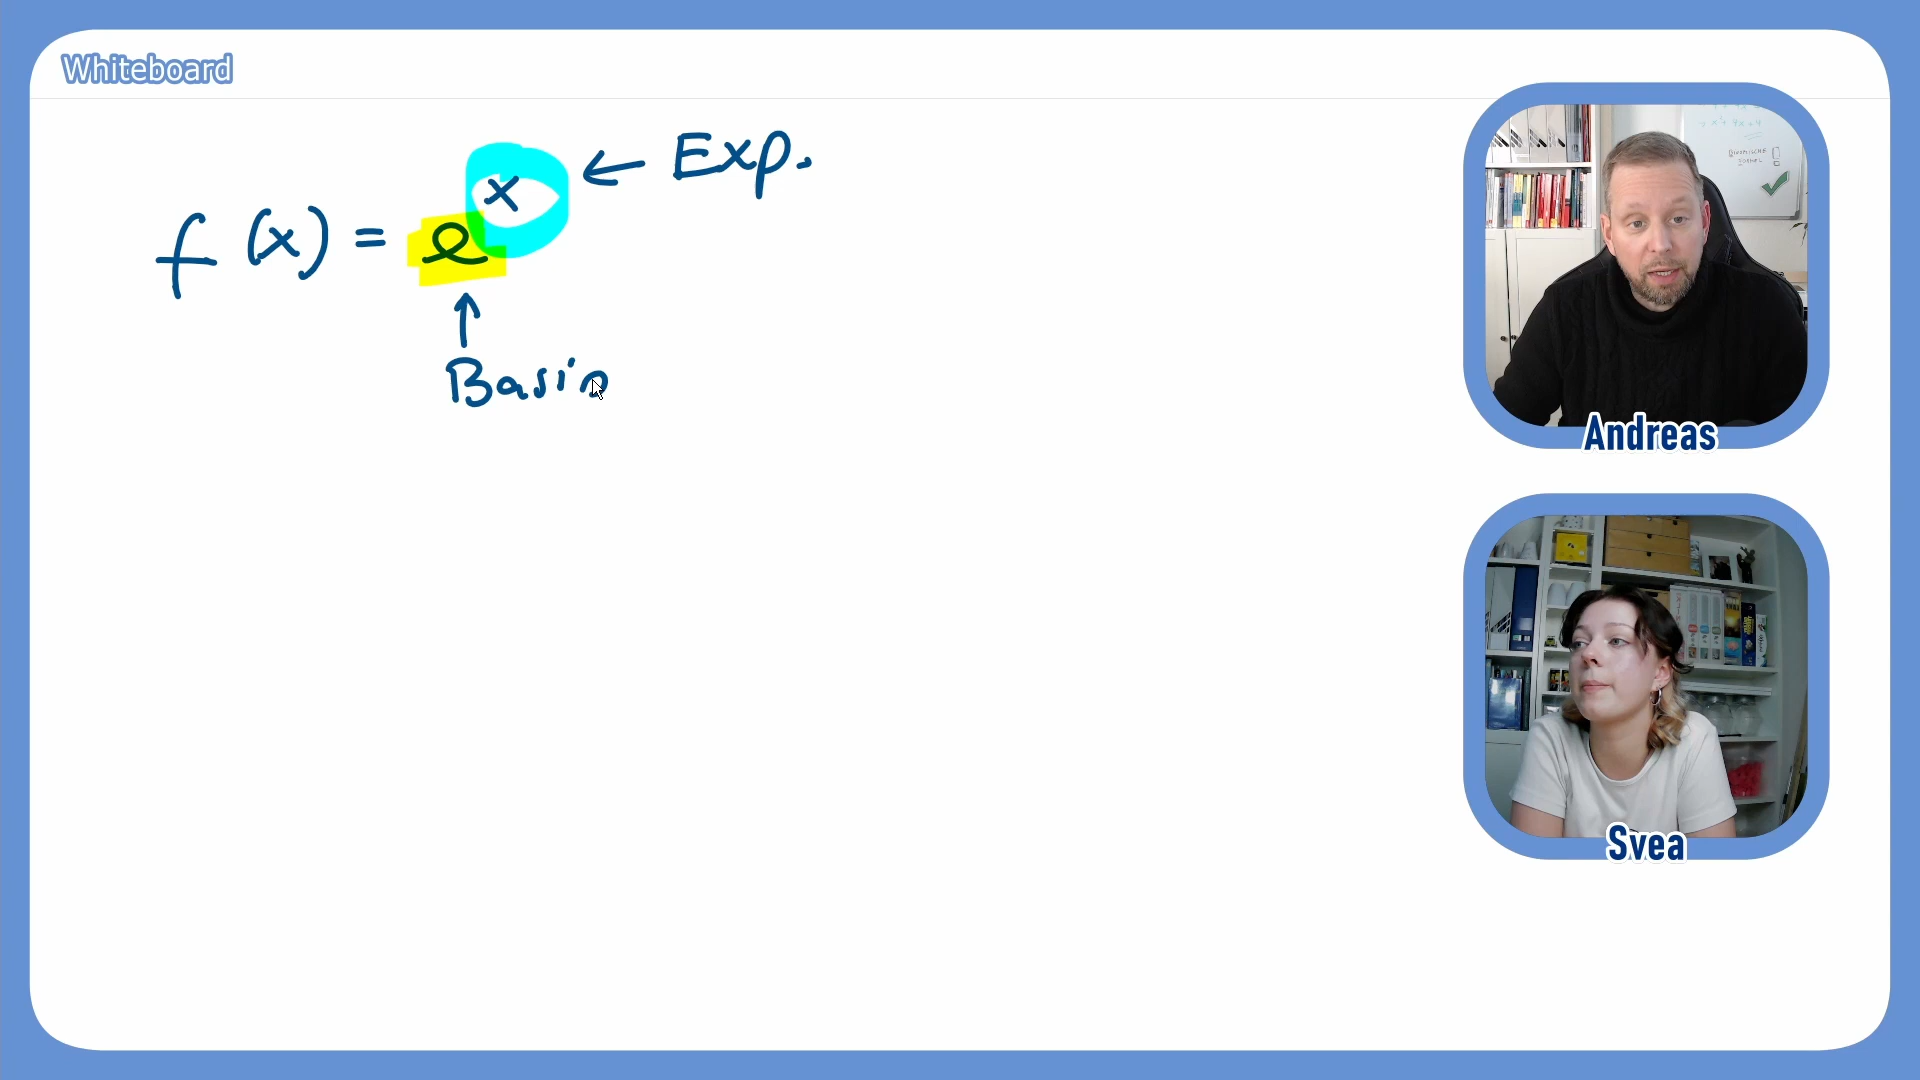 Whiteboard
f(x) = e^x ← Exp.
↑
Basis
Andreas
Svea